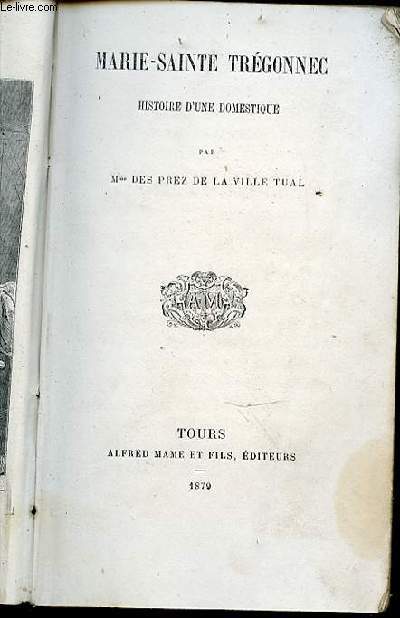 Le-livre.com
MARIE-SAINTE TRÉGONNEC
HISTOIRE D'UNE DOMESTIQUE
PAR
Mme DES PREZ DE LA VILLE TUAL
AMO
TOURS
ALFRED MAME ET FILS, ÉDITEURS
1879